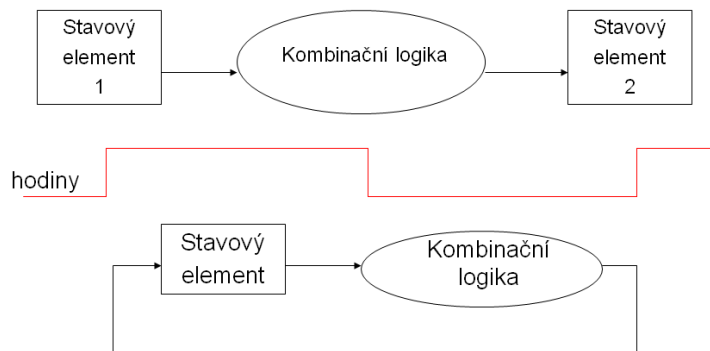 Stavový
element
1
Kombinační logika
Stavový
element
2
hodiny
Stavový
element
Kombinační
logika